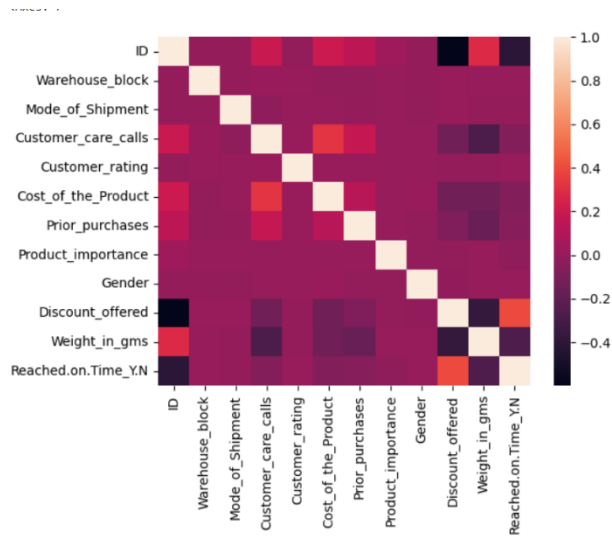 ID
Warehouse_block
Mode_of_Shipment
Customer_care_calls
Customer_rating
Cost_of_the_Product
Prior_purchases
Product_importance
Gender
Discount_offered
Weight_in_gms
Reached.on.Time_Y.N
1.0
0.8
0.6
0.4
0.2
0.0
−0.2
−0.4
ID
Warehouse_block
Mode_of_Shipment
Customer_care_calls
Customer_rating
Cost_of_the_Product
Prior_purchases
Product_importance
Gender
Discount_offered
Weight_in_gms
Reached.on.Time_Y.N